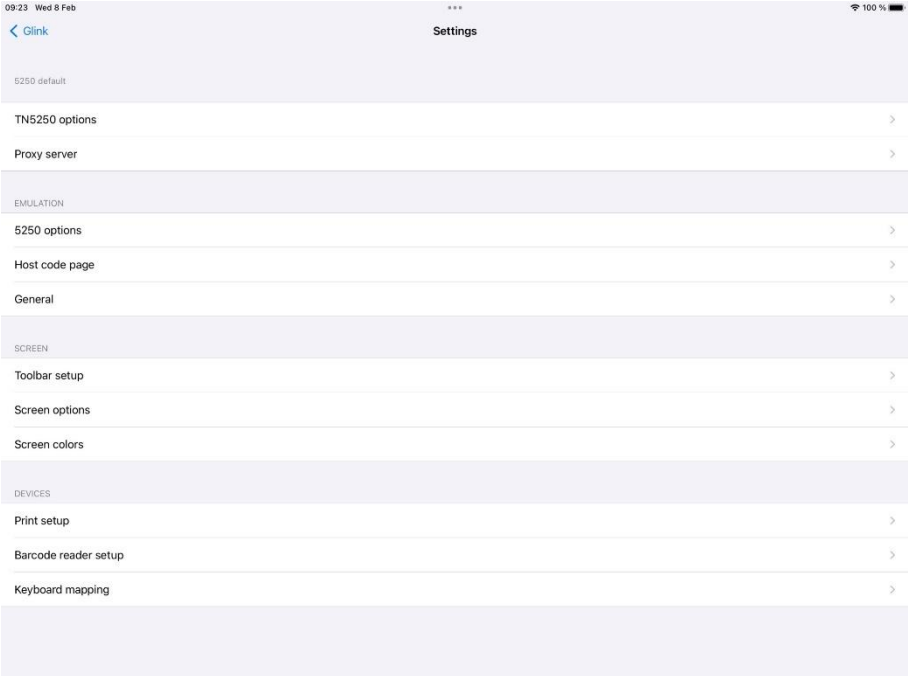 09:23 Wed 8 Feb
100 %
Glink
Settings
5250 default
TN5250 options
Proxy server
EMULATION
5250 options
Host code page
General
SCREEN
Toolbar setup
Screen options
Screen colors
DEVICES
Print setup
Barcode reader setup
Keyboard mapping